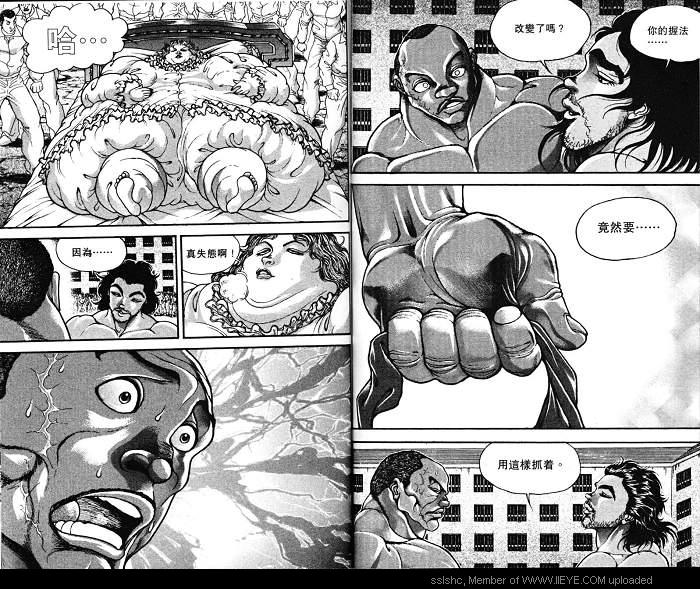 你的握法
……
改變了嗎？
竟然要……
用這樣抓着。
哈…
真失態啊！
因為……
sslshc, Member of WWW.IIEYE.COM uploaded